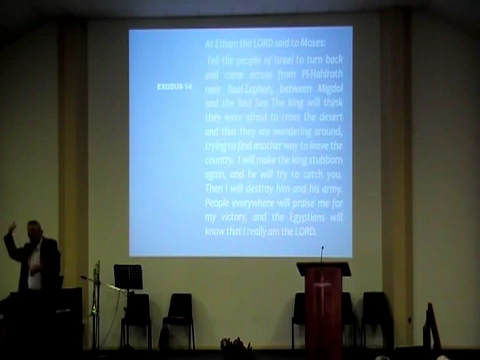 At Etham the LORD said to Moses:
Tell the people of Israel to turn back
and camp across from Pi-Hahiroth
near Baal-Zephon, between Migdol
EXODUS 14
and the Red Sea The king will think
they were afraid to cross the desert
and that they are wandering around,
trying to find another way to leave the
country. I will make the king stubborn
again, and he will try to catch you.
Then I will destroy him and his army.
People everywhere will praise me for
my victory, and the Egyptians will
know that I really am the LORD.